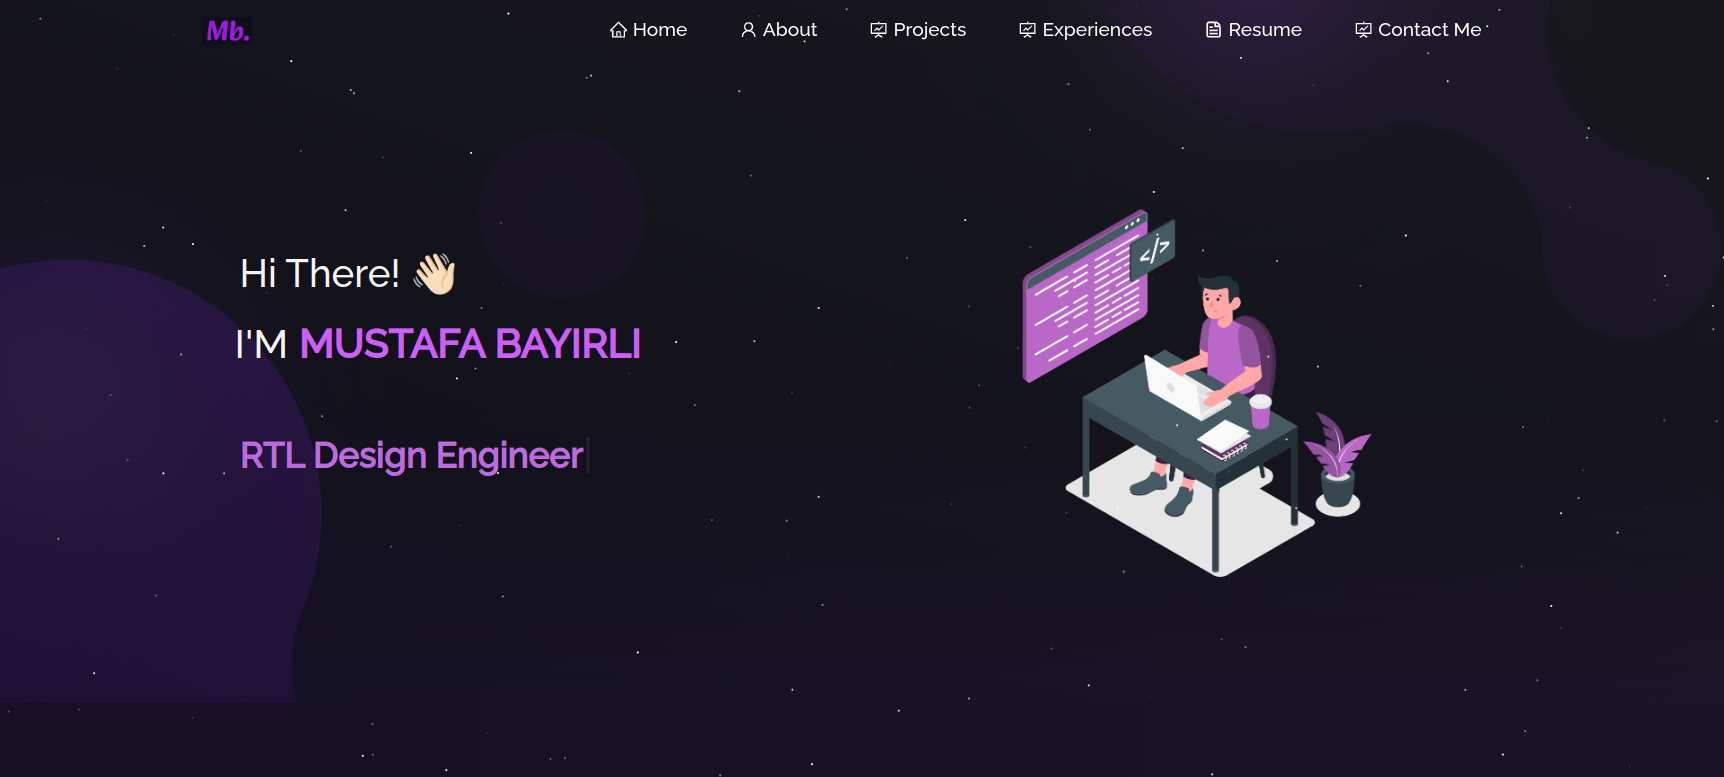 Mb.
Home About Projects Experiences Resume Contact Me
Hi There! 👋🏻
I'M MUSTAFA BAYIRLI
RTL Design Engineer
</>